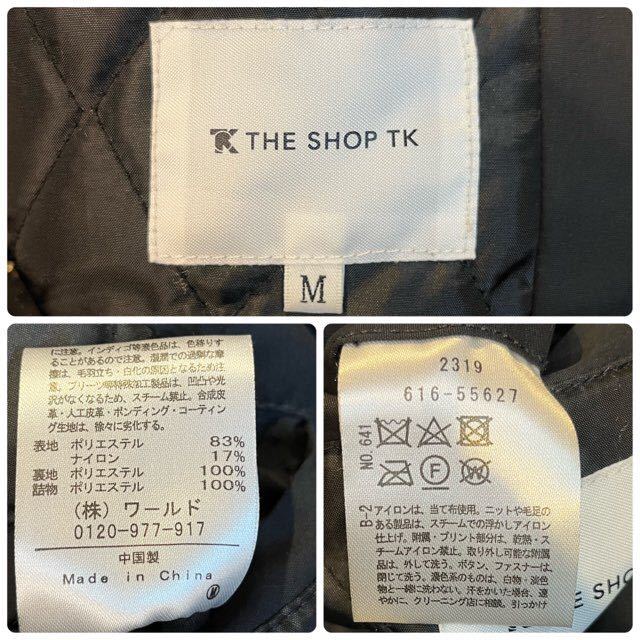 THE SHOP TK
M
に注意。インディゴ等濃色品は、色移りす
ることがあるので注意。湿潤での過剰な摩
擦は、毛羽立ち・白化の原因となるため注
意。プリーツ等特殊加工製品は、凹凸や光
沢がなくなるため、スチーム禁止。合成皮
革・人工皮革・ボンディング・コーティン
グ生地は、徐々に劣化する。
表地 ポリエステル 83%
ナイロン 17%
裏地 ポリエステル 100%
詰物 ポリエステル 100%
(株) ワールド
0120-977-917
中国製
Made in China
2319
616-55627
NO.641
F
B-2
アイロンは、当て布使用。ニットや毛足の
ある製品は、スチームでの浮かしアイロン
仕上げ。附属・プリント部分は、乾熱・ス
チームアイロン禁止。取り外し可能な附属
品は、外して洗う。ボタン、ファスナーは
閉じて洗う。濃色系のものは、白物・淡色
物と一緒に洗わない。汗をかいた場合、速
やかに、クリーニング店に相談。引っかけ
THE SHOP